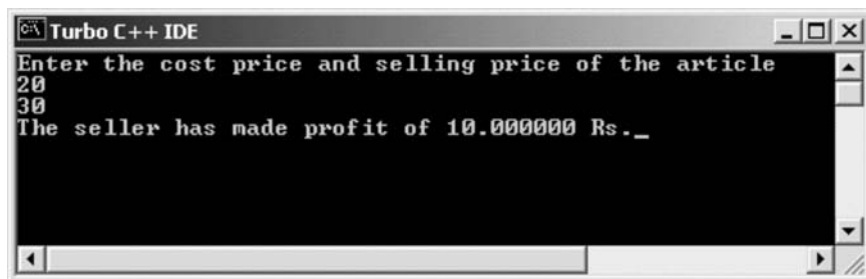 Turbo C++ IDE
Enter the cost price and selling price of the article
20
30
The seller has made profit of 10.000000 Rs._